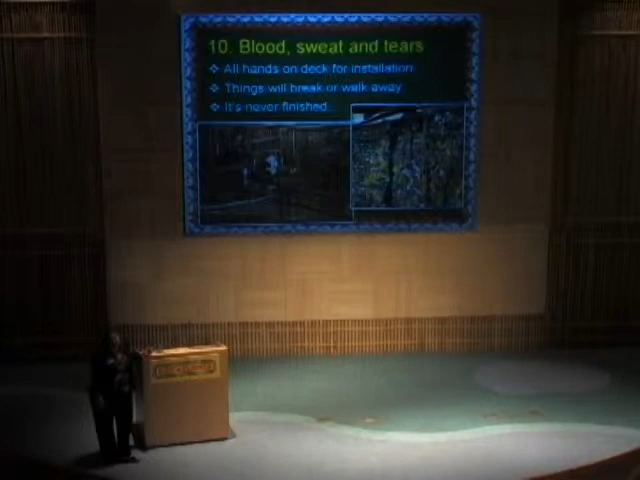 10. Blood, sweat and tears
❖ All hands on deck for installation
❖ Things will break or walk away
❖ It's never finished...